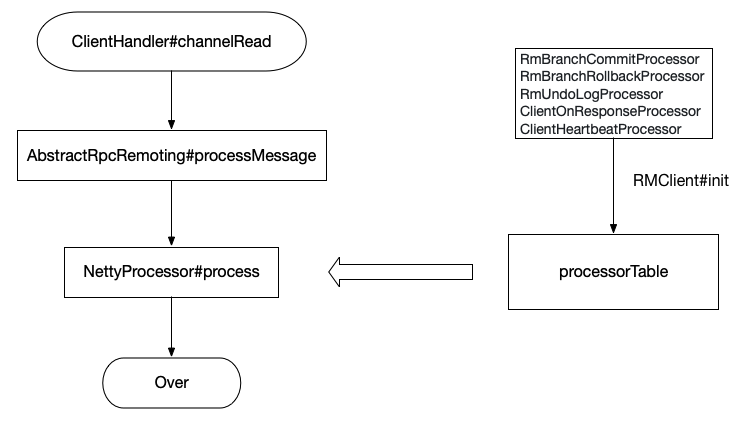 ClientHandler#channelRead
AbstractRpcRemoting#processMessage
NettyProcessor#process
Over
RmBranchCommitProcessor
RmBranchRollbackProcessor
RmUndoLogProcessor
ClientOnResponseProcessor
ClientHeartbeatProcessor
RMClient#init
processorTable